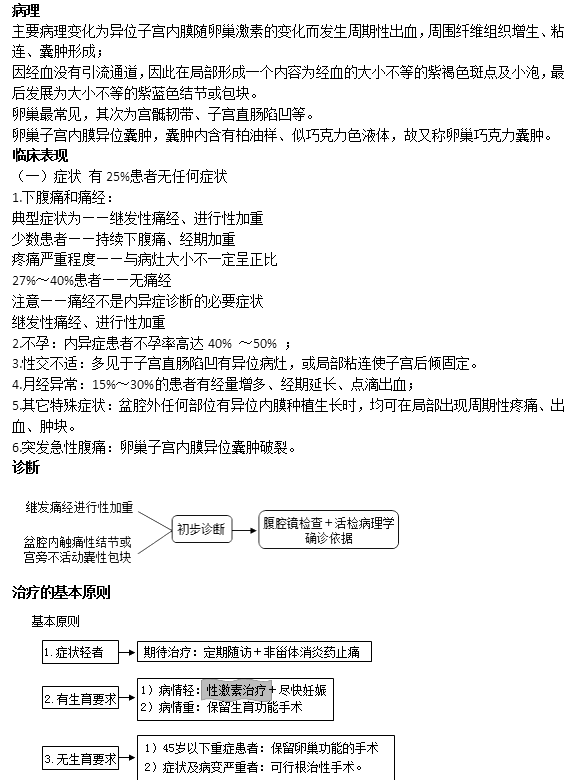 病理
主要病理变化为异位子宫内膜随卵巢激素的变化而发生周期性出血，周围纤维组织增生、粘
连、囊肿形成；
因经血没有引流通道，因此在局部形成一个内容为经血的大小不等的紫褐色斑点及小泡，最
后发展为大小不等的紫蓝色结节或包块。
卵巢最常见，其次为宫骶韧带、子宫直肠陷凹等。
卵巢子宫内膜异位囊肿，囊肿内含有柏油样、似巧克力色液体，故又称卵巢巧克力囊肿。
临床表现
（一）症状 有 25%患者无任何症状
1.下腹痛和痛经：
典型症状为——继发性痛经、进行性加重
少数患者——持续下腹痛、经期加重
疼痛严重程度——与病灶大小不一定呈正比
27%～40%患者——无痛经
注意——痛经不是内异症诊断的必要症状
继发性痛经、进行性加重
2.不孕：内异症患者不孕率高达 40% ～50% ；
3.性交不适：多见于子宫直肠陷凹有异位病灶，或局部粘连使子宫后倾固定。
4.月经异常：15%～30%的患者有经量增多、经期延长、点滴出血；
5.其它特殊症状：盆腔外任何部位有异位内膜种植生长时，均可在局部出现周期性疼痛、出
血、肿块。
6.突发急性腹痛：卵巢子宫内膜异位囊肿破裂。
诊断
继发痛经进行性加重
盆腔内触痛性结节或
宫旁不活动囊性包块
初步诊断
腹腔镜检查＋活检病理学
确诊依据
治疗的基本原则
基本原则
1.症状轻者
期待治疗：定期随访＋非甾体消炎药止痛
2.有生育要求
1）病情轻：性激素治疗＋尽快妊娠
2）病情重：保留生育功能手术
3.无生育要求
1）45岁以下重症患者：保留卵巢功能的手术
2）症状及病变严重者：可行根治性手术。